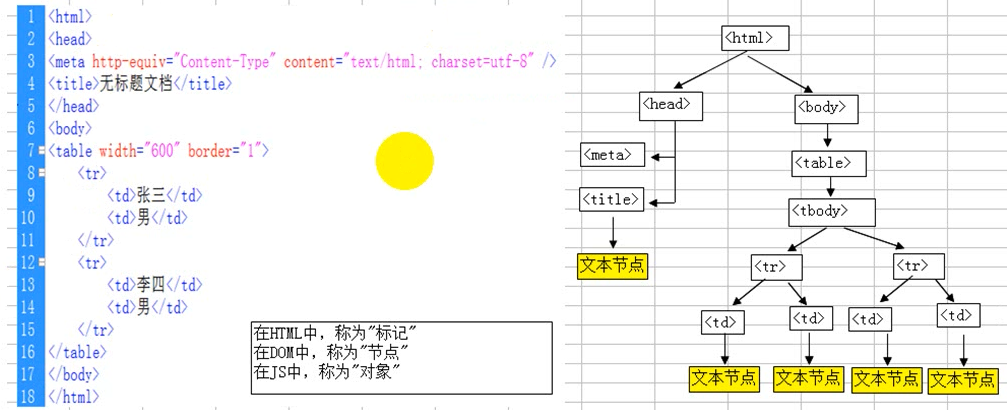 1 <html>
2 <head>
3 <meta http-equiv="Content-Type" content="text/html; charset=utf-8" />
4 <title>无标题文档</title>
5 </head>
6 <body>
7 <table width="600" border="1">
8 <tr>
9 <td>张三</td>
10 <td>男</td>
11 </tr>
12 <tr>
13 <td>李四</td>
14 <td>男</td>
15 </tr>
16 </table>
17 </body>
18 </html>
在HTML中，称为"标记"
在DOM中，称为"节点"
在JS中，称为"对象"
<html>
<head> <body>
<meta> <table>
<title> <tbody>
文本节点 <tr> <tr>
<td> <td> <td> <td>
文本节点 文本节点 文本节点 文本节点